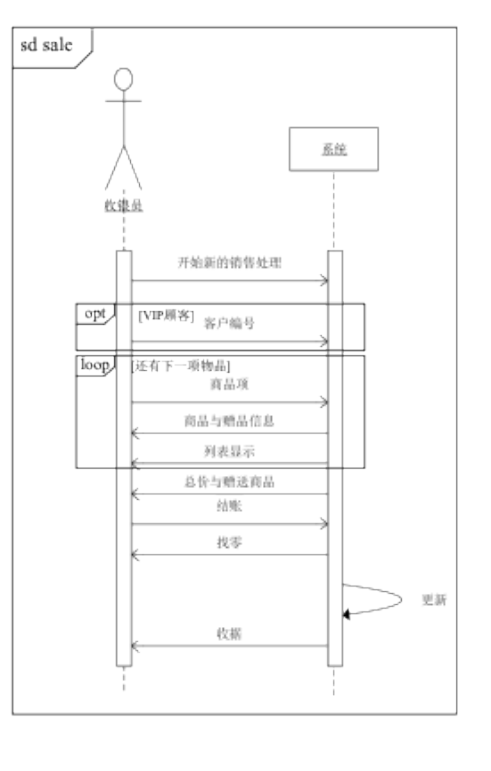 sd sale
系统
收银员
开始新的销售处理
opt
[VIP顾客]
客户编号
loop
[还有下一项物品]
商品项
商品与赠品信息
列表显示
总价与赠送商品
结账
找零
更新
收据